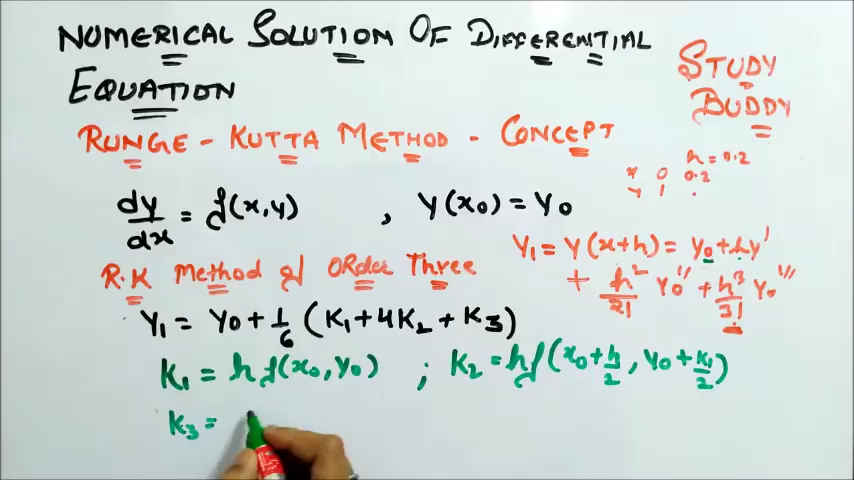 NUMERICAL SOLUTION OF DIFFERENTIAL
EQUATION
STUDY
BUDDY
RUNGE - KUTTA METHOD - CONCEPT
h = 0.2
x 0 0.2
y 1 .
dy/dx = f(x,y) , y(x0) = y0
y1 = y(x+h) = y0 + hy'
+ h²/2! y0'' + h³/3! y0'''
R.K Method of ORder Three
y1 = y0 + 1/6 (K1 + 4K2 + K3)
K1 = hf(x0, y0) ; K2 = hf(x0 + h/2, y0 + K1/2)
K3 =